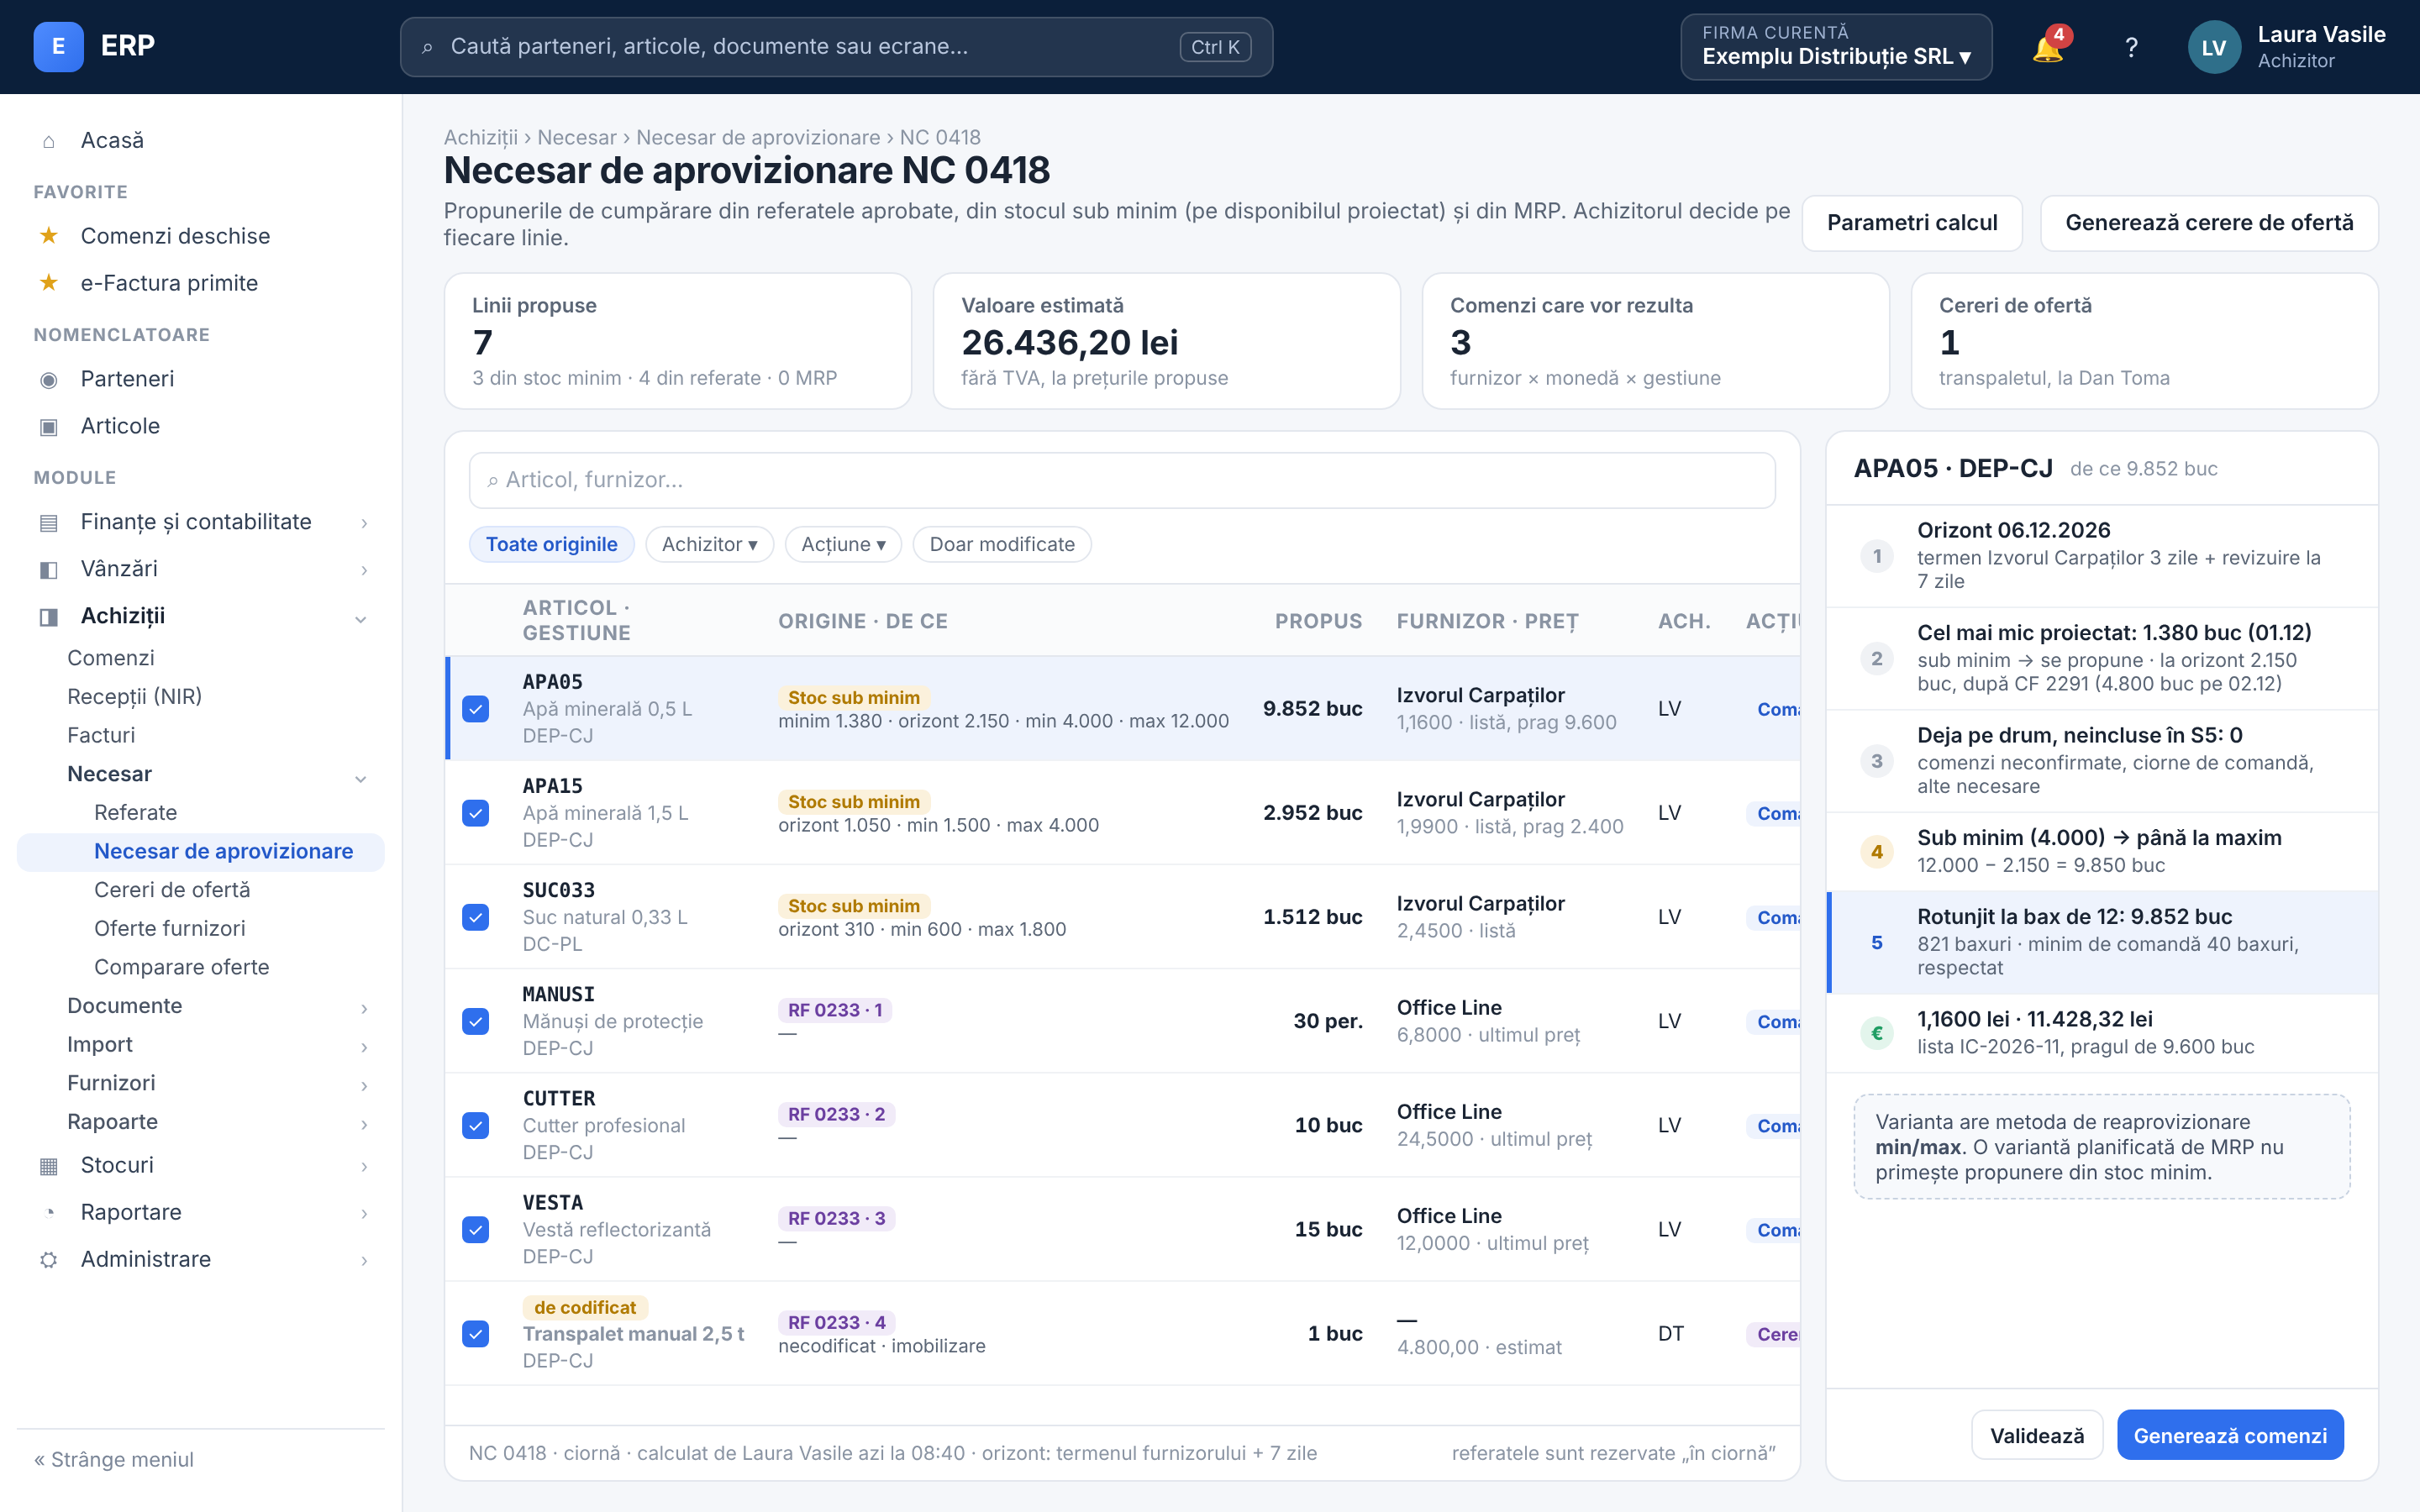 E ERP
Caută parteneri, articole, documente sau ecrane... Ctrl K
FIRMA CURENTĂ
Exemplu Distribuție SRL ▾
4
?
LV
Laura Vasile
Achizitor
Acasă
FAVORITE
★ Comenzi deschise
★ e-Factura primite
NOMENCLATOARE
Parteneri
Articole
MODULE
Finanțe și contabilitate ›
Vânzări ›
Achiziții
Comenzi
Recepții (NIR)
Facturi
Necesar
Referate
Necesar de aprovizionare
Cereri de ofertă
Oferte furnizori
Comparare oferte
Documente ›
Import ›
Furnizori ›
Rapoarte ›
Stocuri ›
Raportare ›
Administrare ›
« Strânge meniul
Achiziții › Necesar › Necesar de aprovizionare › NC 0418
Necesar de aprovizionare NC 0418
Propunerile de cumpărare din referatele aprobate, din stocul sub minim (pe disponibilul proiectat) și din MRP. Achizitorul decide pe
fiecare linie.
Parametri calcul
Generează cerere de ofertă
Linii propuse
7
3 din stoc minim · 4 din referate · 0 MRP
Valoare estimată
26.436,20 lei
fără TVA, la prețurile propuse
Comenzi care vor rezulta
3
furnizor × monedă × gestiune
Cereri de ofertă
1
transpaletul, la Dan Toma
Articol, furnizor...
Toate originile
Achizitor ▾
Acțiune ▾
Doar modificate
ARTICOL ·
GESTIUNE
ORIGINE · DE CE
PROPUS
FURNIZOR · PREȚ
ACH.
APA05
Apă minerală 0,5 L
DEP-CJ
Stoc sub minim
minim 1.380 · orizont 2.150 · min 4.000 · max 12.000
9.852 buc
Izvorul Carpaților
1,1600 · listă, prag 9.600
LV
APA15
Apă minerală 1,5 L
DEP-CJ
Stoc sub minim
orizont 1.050 · min 1.500 · max 4.000
2.952 buc
Izvorul Carpaților
1,9900 · listă, prag 2.400
LV
SUC033
Suc natural 0,33 L
DC-PL
Stoc sub minim
orizont 310 · min 600 · max 1.800
1.512 buc
Izvorul Carpaților
2,4500 · listă
LV
MANUSI
Mănuși de protecție
DEP-CJ
RF 0233 · 1
—
30 per.
Office Line
6,8000 · ultimul preț
LV
CUTTER
Cutter profesional
DEP-CJ
RF 0233 · 2
—
10 buc
Office Line
24,5000 · ultimul preț
LV
VESTA
Vestă reflectorizantă
DEP-CJ
RF 0233 · 3
—
15 buc
Office Line
12,0000 · ultimul preț
LV
de codificat
Transpalet manual 2,5 t
DEP-CJ
RF 0233 · 4
necodificat · imobilizare
1 buc
—
4.800,00 · estimat
DT
NC 0418 · ciornă · calculat de Laura Vasile azi la 08:40 · orizont: termenul furnizorului + 7 zile
referatele sunt rezervate „în ciornă”
APA05 · DEP-CJ de ce 9.852 buc
1
Orizont 06.12.2026
termen Izvorul Carpaților 3 zile + revizuire la
7 zile
2
Cel mai mic proiectat: 1.380 buc (01.12)
sub minim → se propune · la orizont 2.150
buc, după CF 2291 (4.800 buc pe 02.12)
3
Deja pe drum, neincluse în S5: 0
comenzi neconfirmate, ciorne de comandă,
alte necesare
4
Sub minim (4.000) → până la maxim
12.000 − 2.150 = 9.850 buc
5
Rotunjit la bax de 12: 9.852 buc
821 baxuri · minim de comandă 40 baxuri,
respectat
€
1,1600 lei · 11.428,32 lei
lista IC-2026-11, pragul de 9.600 buc
Varianta are metoda de reaprovizionare
min/max. O variantă planificată de MRP nu
primește propunere din stoc minim.
Validează
Generează comenzi